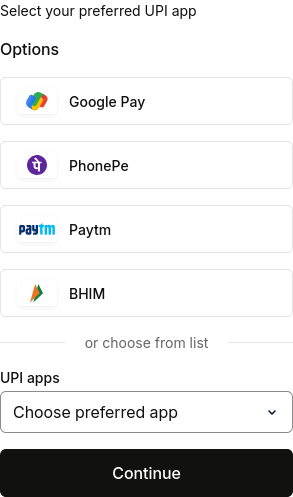 Select your preferred UPI app
Options
Google Pay
पे PhonePe
paytm Paytm
BHIM
or choose from list
UPI apps
Choose preferred app
Continue